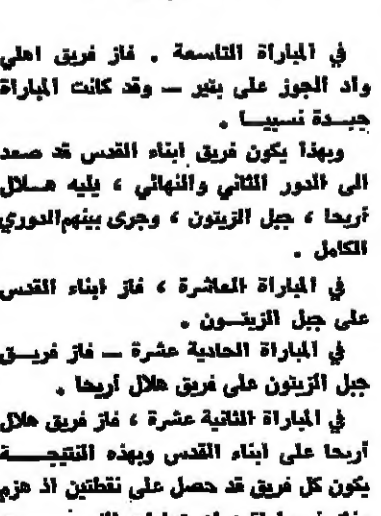 في المباراة التاسعة ، فاز فريق اهلي
واد الجوز على يتير — وقد كانت المباراة
جيدة نسبيا .
وبهذا يكون فريق ابناء القدس قد صعد
الى الدور الثاني والنهائي ، يليه هلال
أريحا ، جبل الزيتون ، وجرى بينهم الدوري
الكامل .
في المباراة العاشرة ، فاز ابناء القدس
على جبل الزيتون .
في المباراة الحادية عشرة — فاز فريق
جبل الزيتون على فريق هلال أريحا .
في المباراة الثانية عشرة ، فاز فريق هلال
أريحا على ابناء القدس وبهذه النتيجة
يكون كل فريق قد حصل على نقطتين اذ هزم